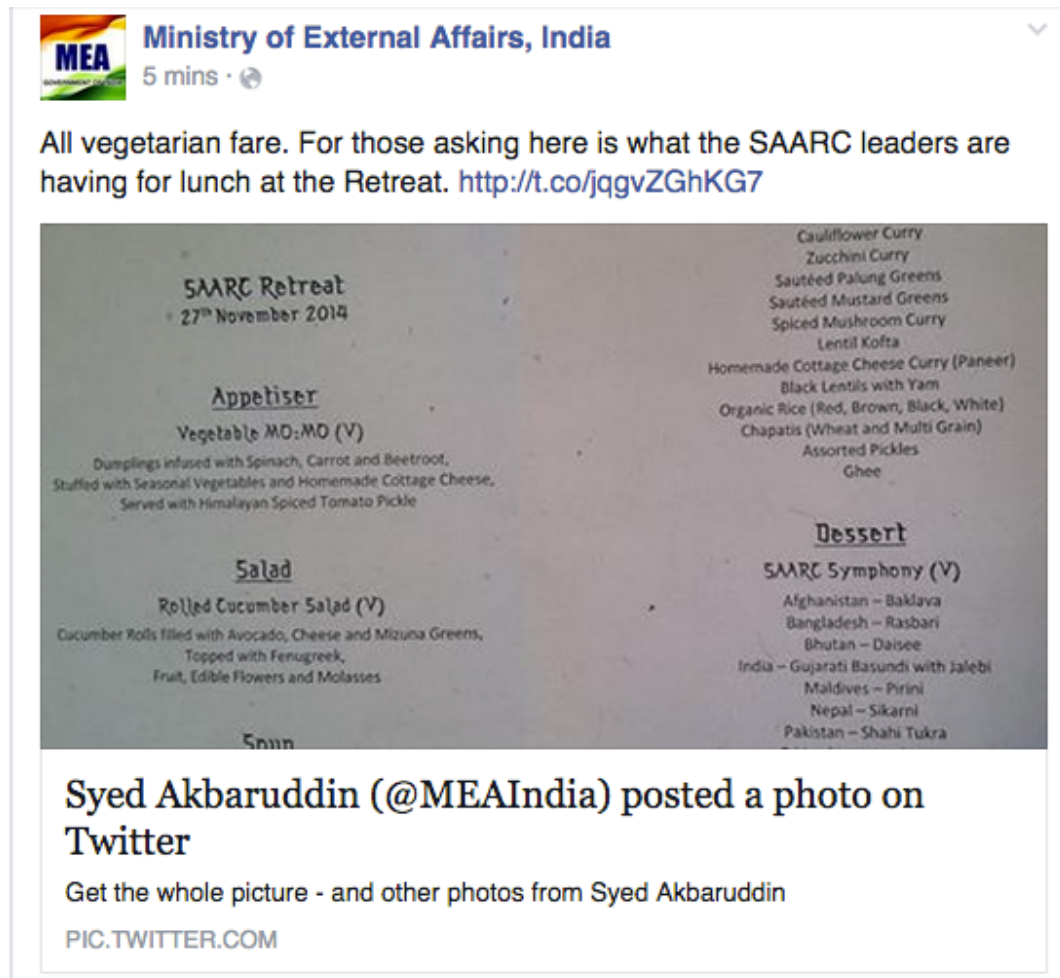 MEA
Ministry of External Affairs, India
5 mins ·
All vegetarian fare. For those asking here is what the SAARC leaders are
having for lunch at the Retreat. http://t.co/jqgvZGhKG7
SAARC Retreat
27th November 2014
Appetiser
Vegetable MO:MO (V)
Dumplings infused with Spinach, Carrot and Beetroot,
Stuffed with Seasonal Vegetables and Homemade Cottage Cheese,
Served with Himalayan Spiced Tomato Pickle
Salad
Rolled Cucumber Salad (V)
Cucumber Rolls filled with Avocado, Cheese and Mizuna Greens,
Topped with Fenugreek,
Fruit, Edible Flowers and Molasses
Soup
Cauliflower Curry
Zucchini Curry
Sautéed Palung Greens
Sautéed Mustard Greens
Spiced Mushroom Curry
Lentil Kofta
Homemade Cottage Cheese Curry (Paneer)
Black Lentils with Yam
Organic Rice (Red, Brown, Black, White)
Chapatis (Wheat and Multi Grain)
Assorted Pickles
Ghee
Dessert
SAARC Symphony (V)
Afghanistan – Baklava
Bangladesh – Rasbari
Bhutan – Daisee
India – Gujarati Basundi with Jalebi
Maldives – Pirini
Nepal – Sikarni
Pakistan – Shahi Tukra
Syed Akbaruddin (@MEAIndia) posted a photo on
Twitter
Get the whole picture - and other photos from Syed Akbaruddin
PIC.TWITTER.COM